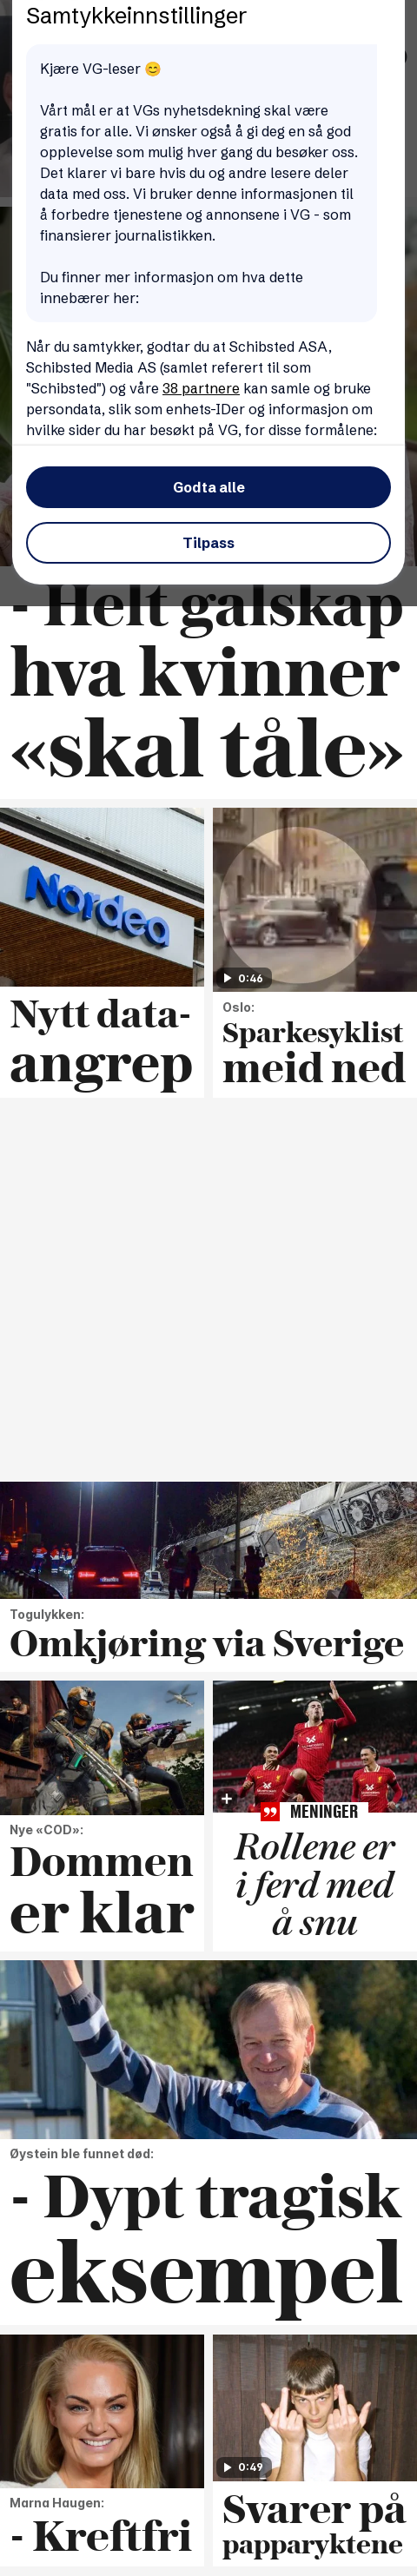 Samtykkeinnstillinger
Kjære VG-leser 😊
Vårt mål er at VGs nyhetsdekning skal være
gratis for alle. Vi ønsker også å gi deg en så god
opplevelse som mulig hver gang du besøker oss.
Det klarer vi bare hvis du og andre lesere deler
data med oss. Vi bruker denne informasjonen til
å forbedre tjenestene og annonsene i VG - som
finansierer journalistikken.
Du finner mer informasjon om hva dette
innebærer her:
Når du samtykker, godtar du at Schibsted ASA,
Schibsted Media AS (samlet referert til som
"Schibsted") og våre 38 partnere kan samle og bruke
persondata, slik som enhets-IDer og informasjon om
hvilke sider du har besøkt på VG, for disse formålene:
Godta alle
Tilpass
- Helt galskap
hva kvinner
«skal tåle»
Nordea
Nytt data-
angrep
0:46
Oslo:
Sparkesyklist
meid ned
Togulykken:
Omkjøring via Sverige
Nye «COD»:
Dommen
er klar
MENINGER
Rollene er
i ferd med
å snu
Øystein ble funnet død:
- Dypt tragisk
eksempel
Marna Haugen:
- Kreftfri
0:49
Svarer på
papparyktene